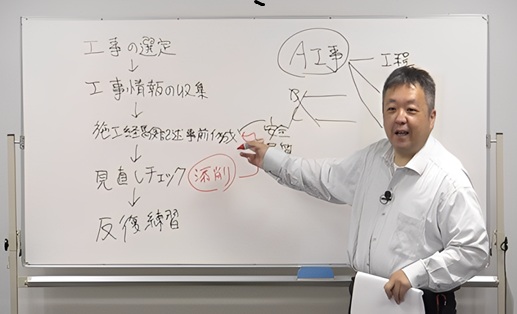 工事の選定
↓
工事情報の収集
↓
施工経験記述事前作成
↓
見直しチェック 添削
↓
反復練習
A工事
工程
B
安全
品質